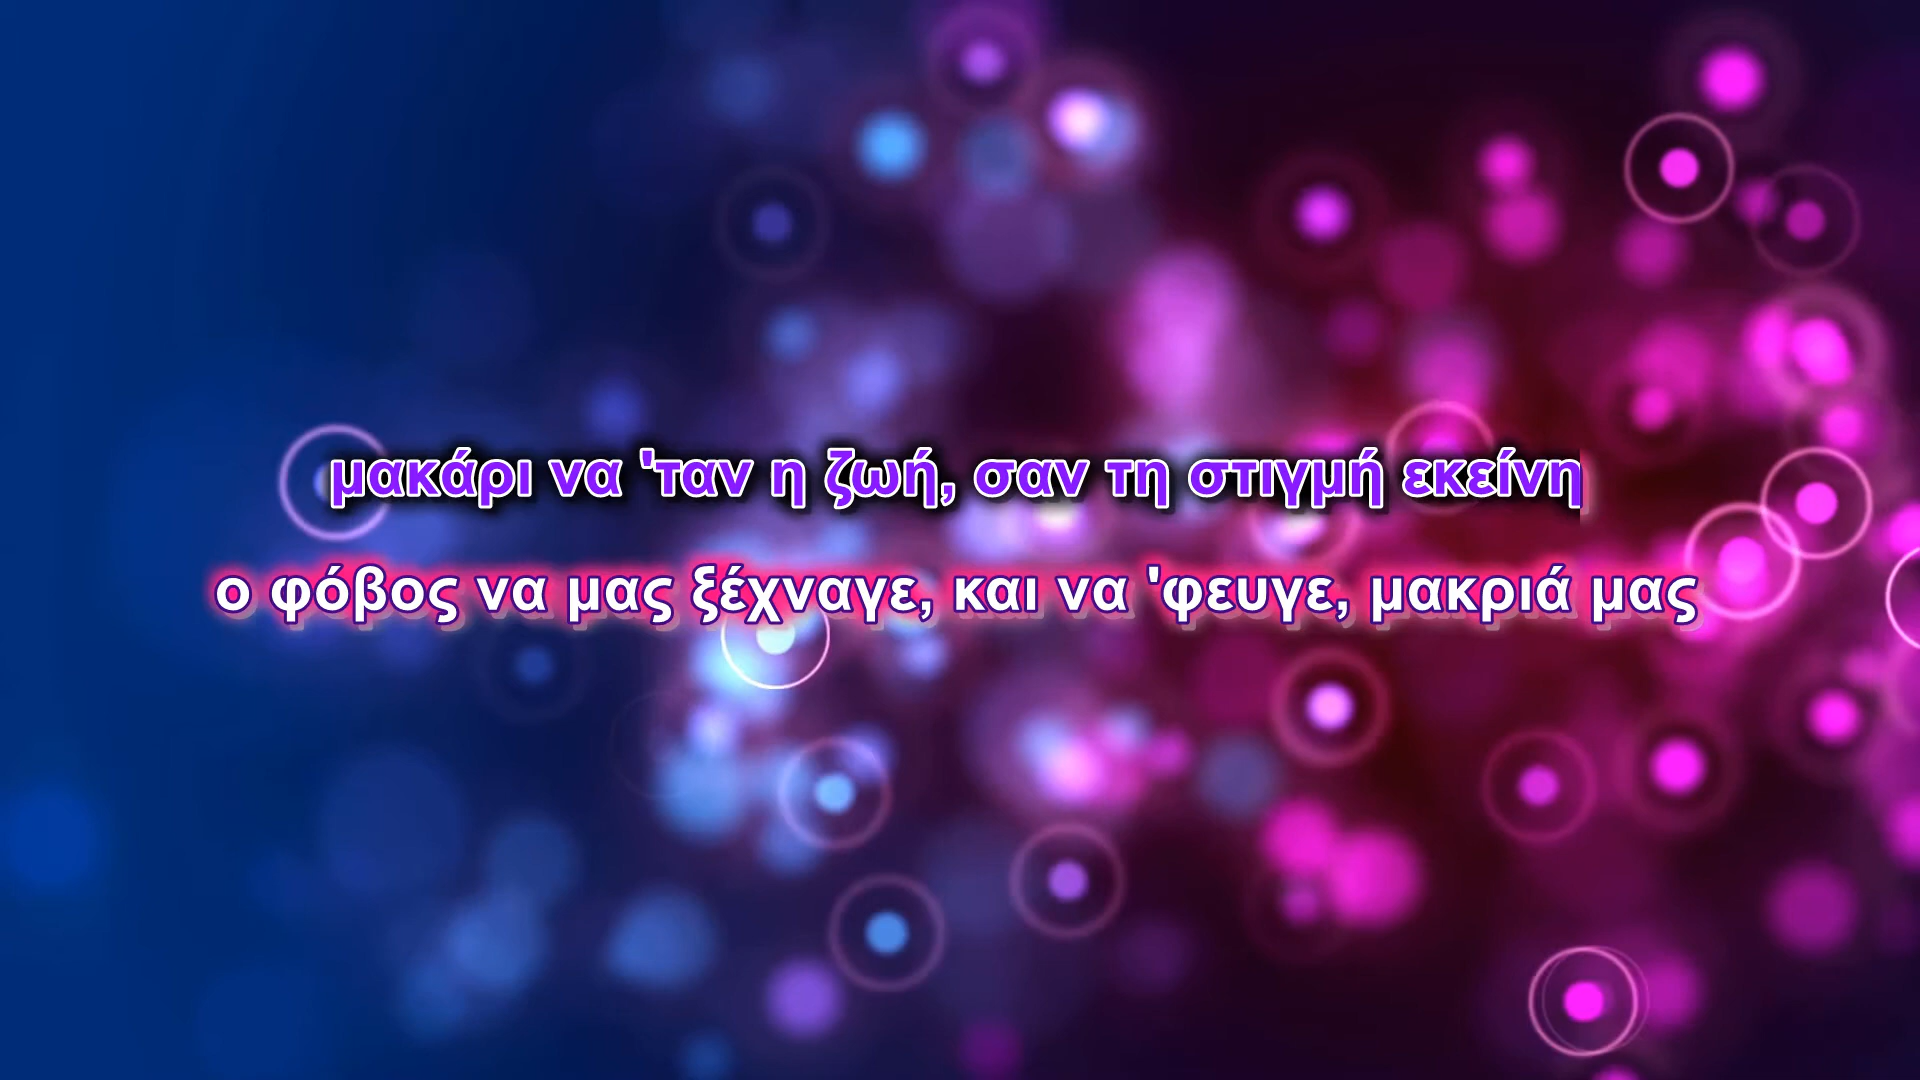 μακάρι να 'ταν η ζωή, σαν τη στιγμή εκείνη
ο φόβος να μας ξέχναγε, και να 'φευγε, μακριά μας